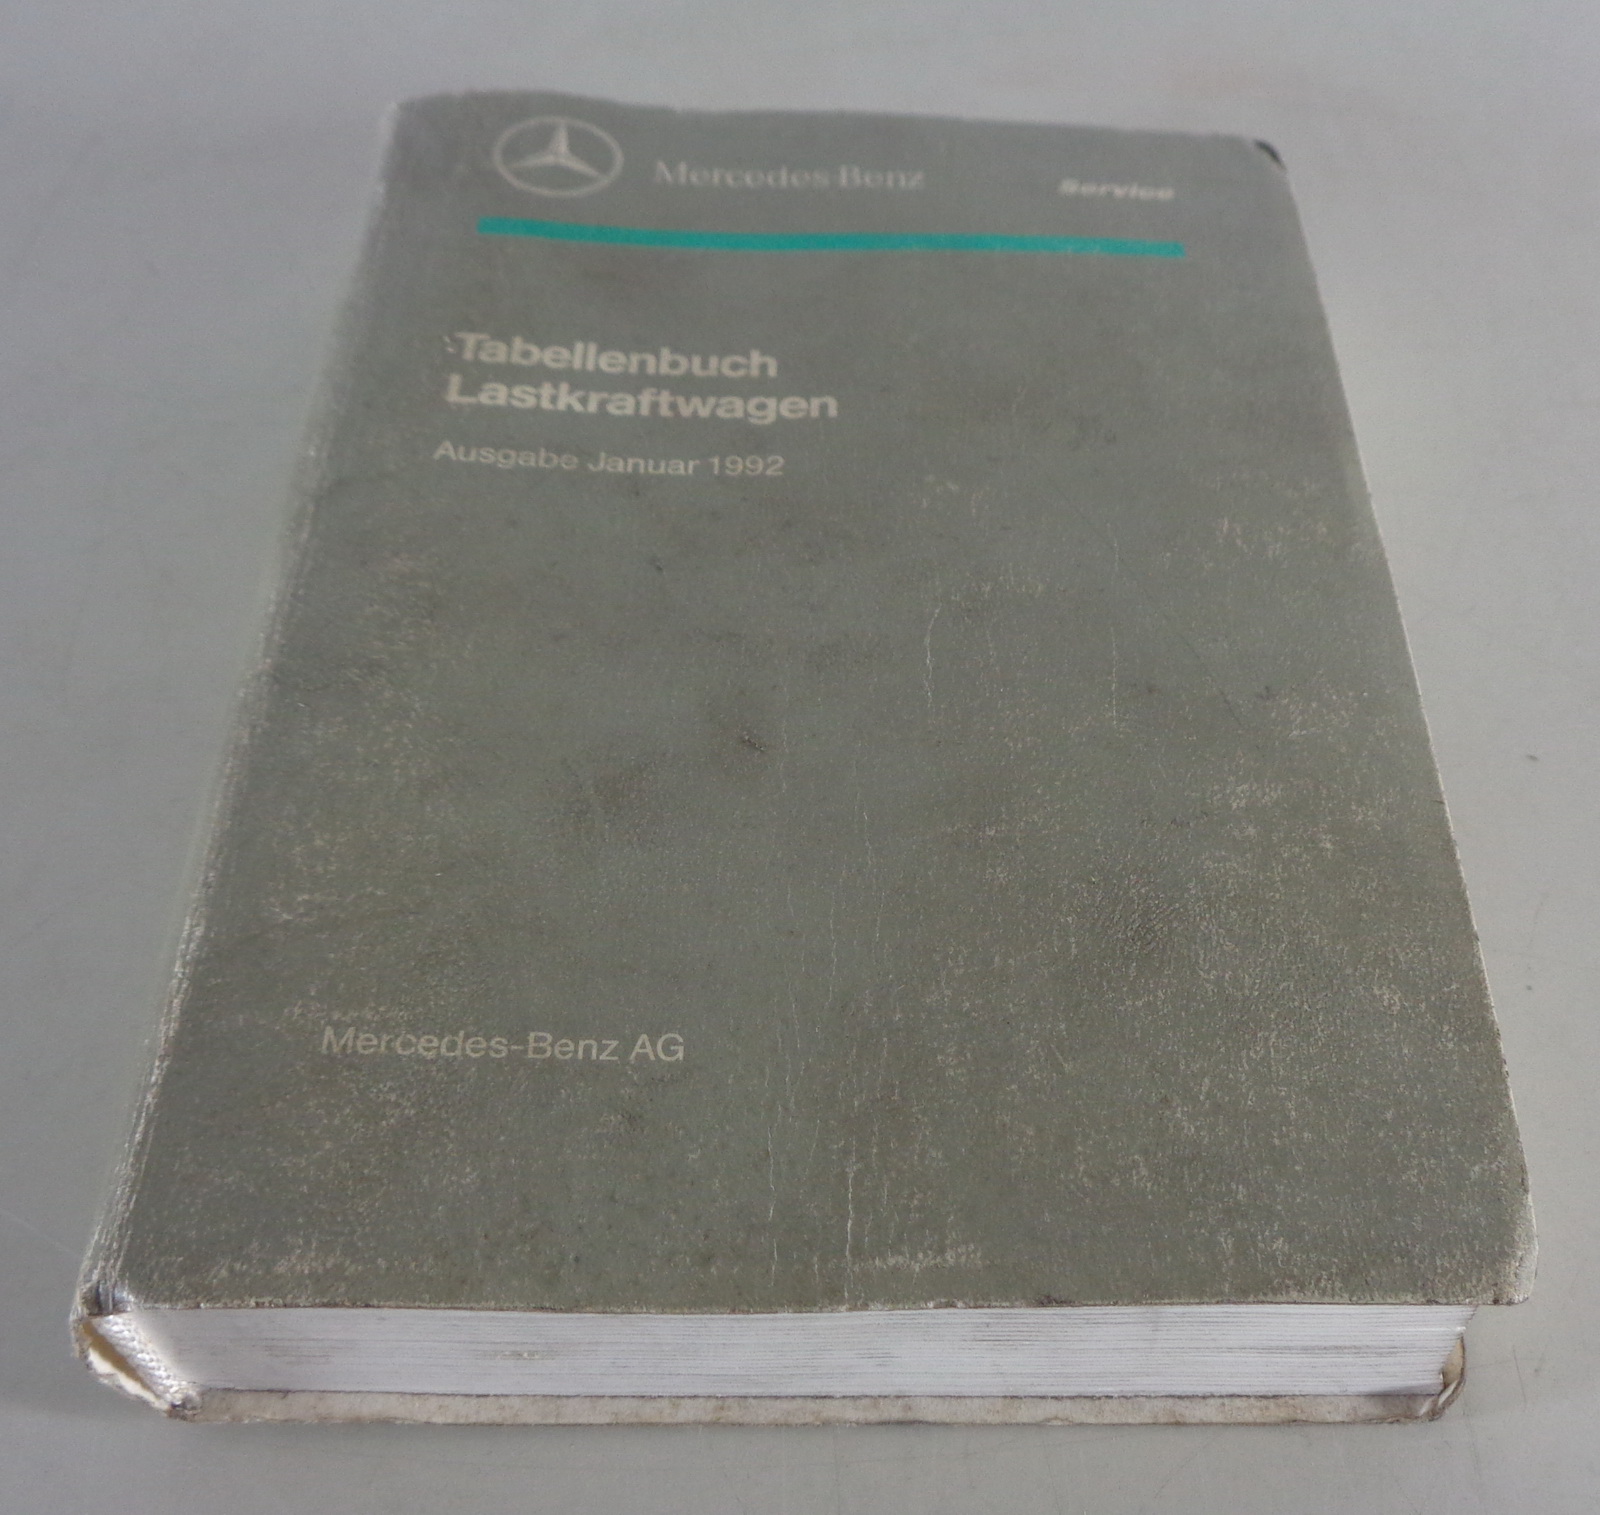 Mercedes-Benz Service
Tabellenbuch
Lastkraftwagen
Ausgabe Januar 1992
Mercedes-Benz AG